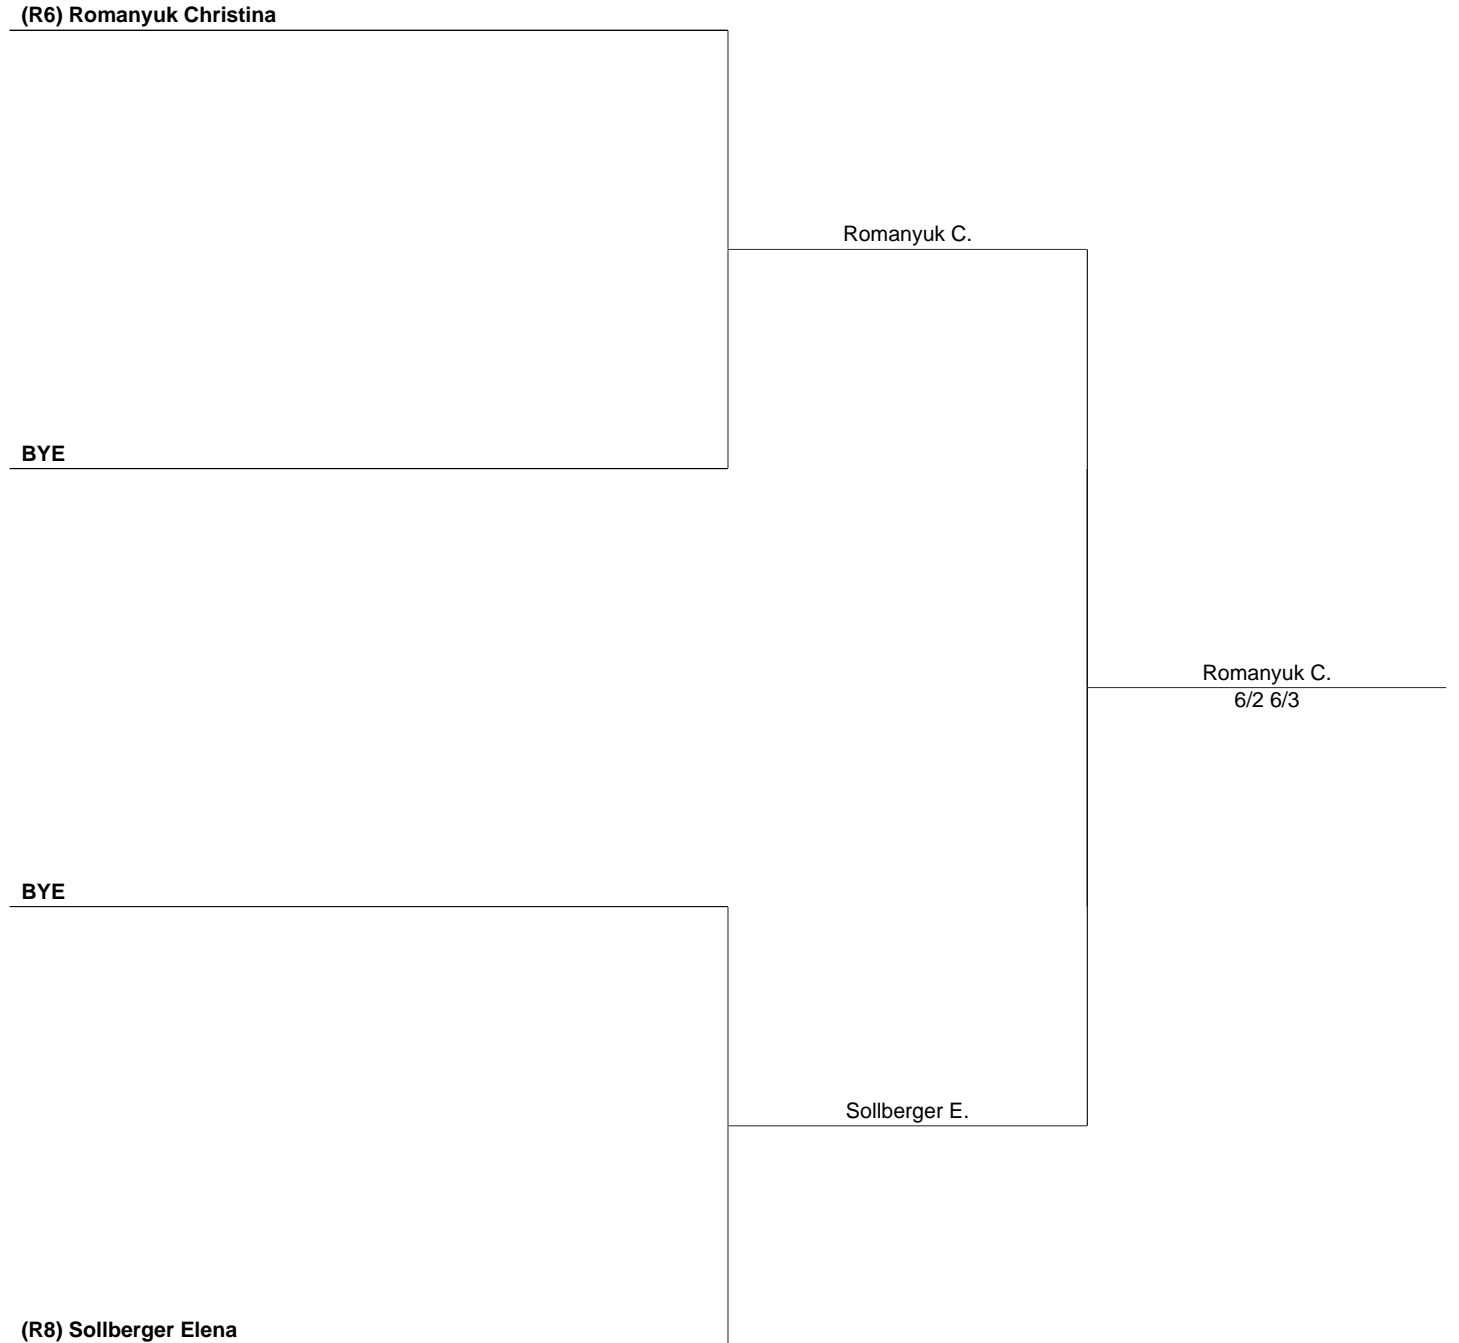 (R6) Romanyuk Christina
Romanyuk C.
BYE
Romanyuk C.
6/2 6/3
BYE
Sollberger E.
(R8) Sollberger Elena